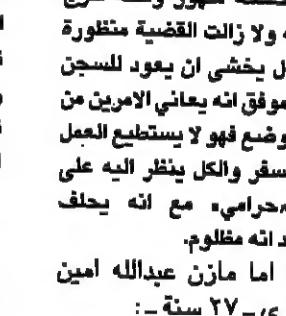 ولا زالت القضية منظورة
ل يخشى ان يعود للسجن
موفق انه يعاني الامرين من
وضع فهو لا يستطيع العمل
سفر والكل ينظر اليه على
«حرامي» مع انه يحلف
د انه مظلوم.
اما مازن عبدالله امين
ي ـ ٢٧ سنة ـ: